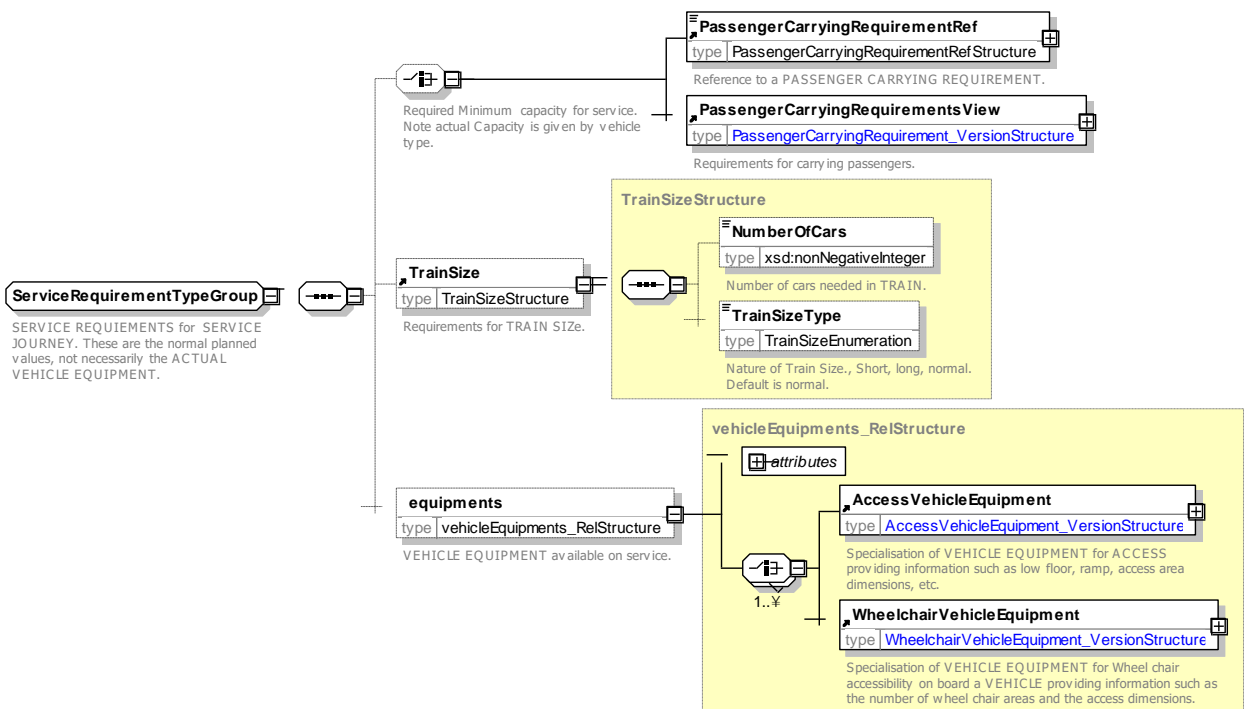 PassengerCarryingRequirementRef
type PassengerCarryingRequirementRefStructure
Reference to a PASSENGER CARRYING REQUIREMENT.
Required Minimum capacity for service.
Note actual Capacity is given by vehicle
type.
PassengerCarryingRequirementsView
type PassengerCarryingRequirement_VersionStructure
Requirements for carrying passengers.
TrainSizeStructure
NumberOfCars
type xsd:nonNegativeInteger
Number of cars needed in TRAIN.
TrainSize
type TrainSizeStructure
Requirements for TRAIN SIZe.
TrainSizeType
type TrainSizeEnumeration
Nature of Train Size., Short, long, normal.
Default is normal.
ServiceRequirementTypeGroup
SERVICE REQUIEMENTS for SERVICE
JOURNEY. These are the normal planned
values, not necessarily the ACTUAL
VEHICLE EQUIPMENT.
vehicleEquipments_RelStructure
attributes
equipments
type vehicleEquipments_RelStructure
VEHICLE EQUIPMENT available on service.
AccessVehicleEquipment
type AccessVehicleEquipment_VersionStructure
Specialisation of VEHICLE EQUIPMENT for ACCESS
providing information such as low floor, ramp, access area
dimensions, etc.
1..¥
WheelchairVehicleEquipment
type WheelchairVehicleEquipment_VersionStructure
Specialisation of VEHICLE EQUIPMENT for Wheel chair
accessibility on board a VEHICLE providing information such as
the number of wheel chair areas and the access dimensions.